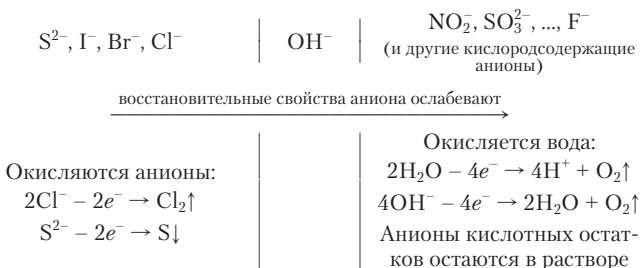 S²⁻, I⁻, Br⁻, Cl⁻
OH⁻
NO₂⁻, SO₃²⁻, ..., F⁻
(и другие кислородсодержащие
анионы)
восстановительные свойства аниона ослабевают
Окисляются анионы:
2Cl⁻ – 2e⁻ → Cl₂↑
S²⁻ – 2e⁻ → S↓
Окисляется вода:
2H₂O – 4e⁻ → 4H⁺ + O₂↑
4OH⁻ – 4e⁻ → 2H₂O + O₂↑
Анионы кислотных остат-
ков остаются в растворе